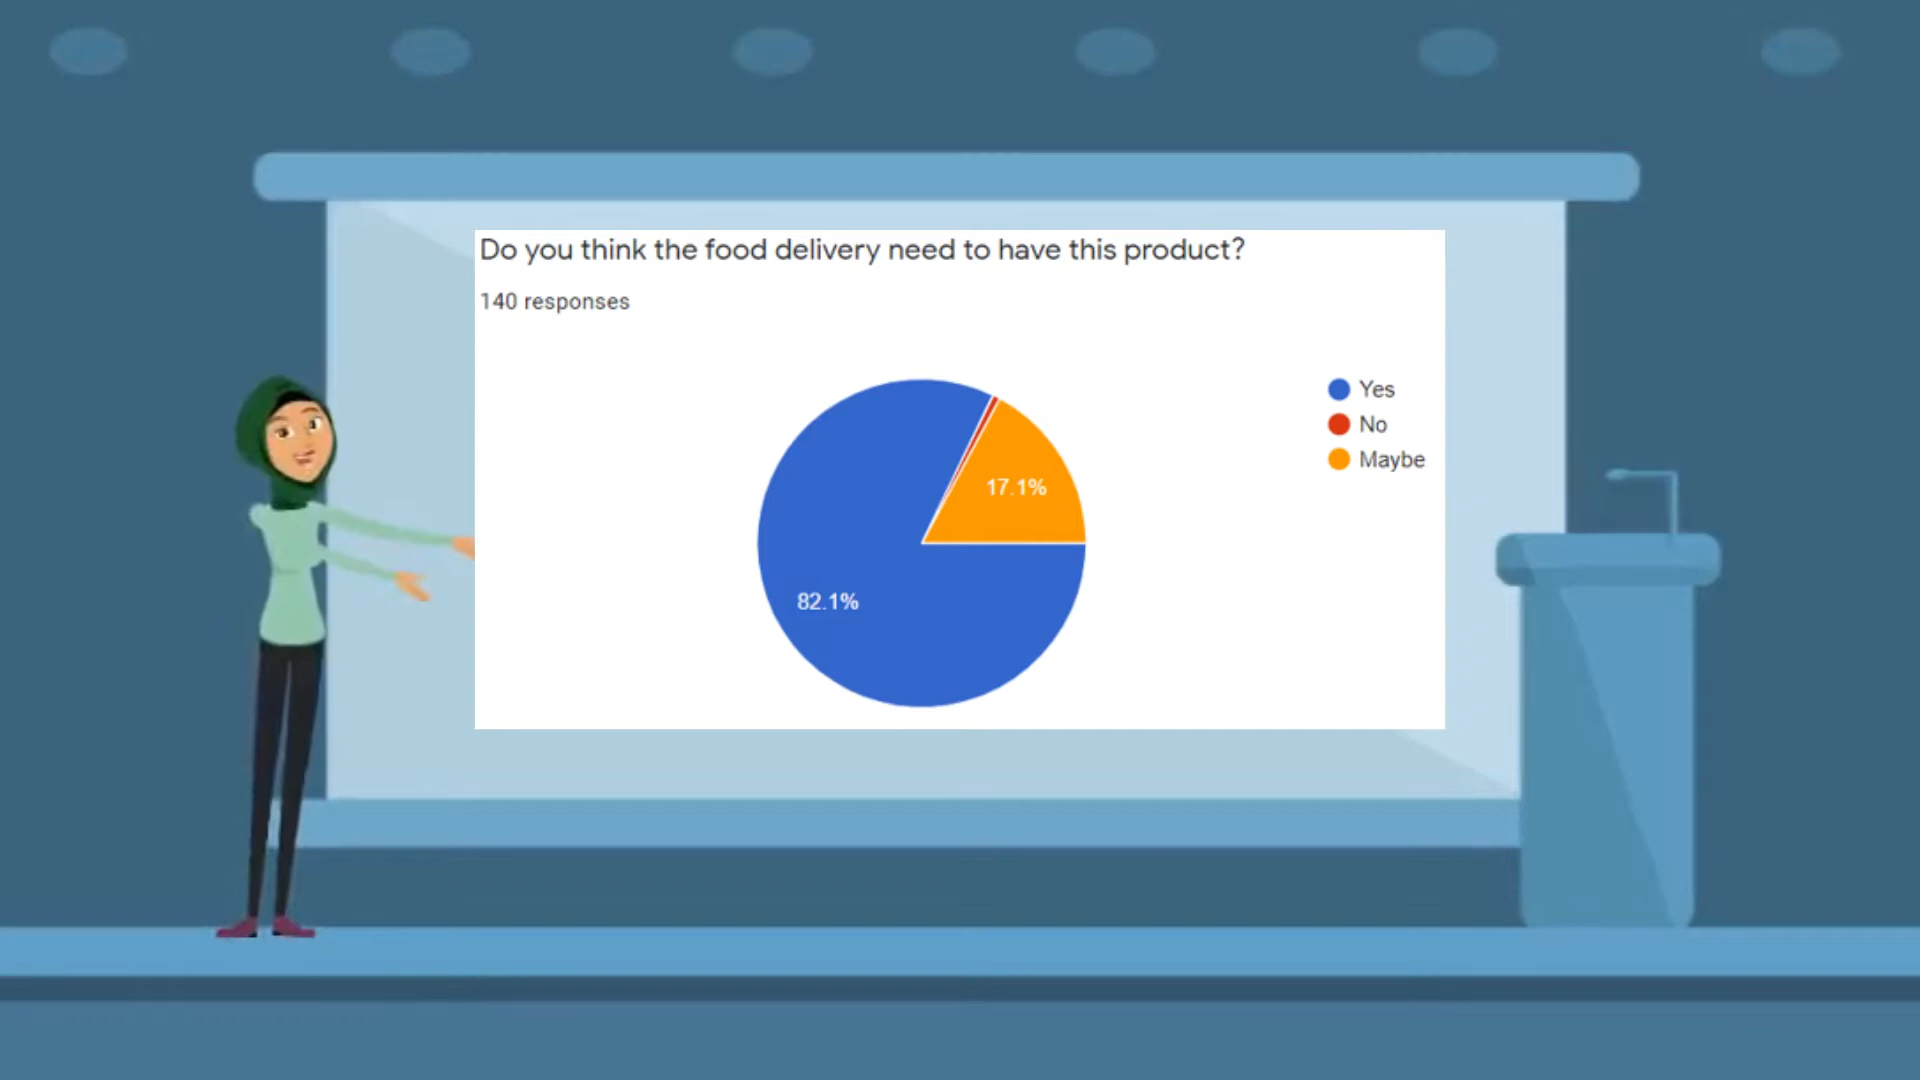 Do you think the food delivery need to have this product?
140 responses
Yes
No
Maybe
17.1%
82.1%